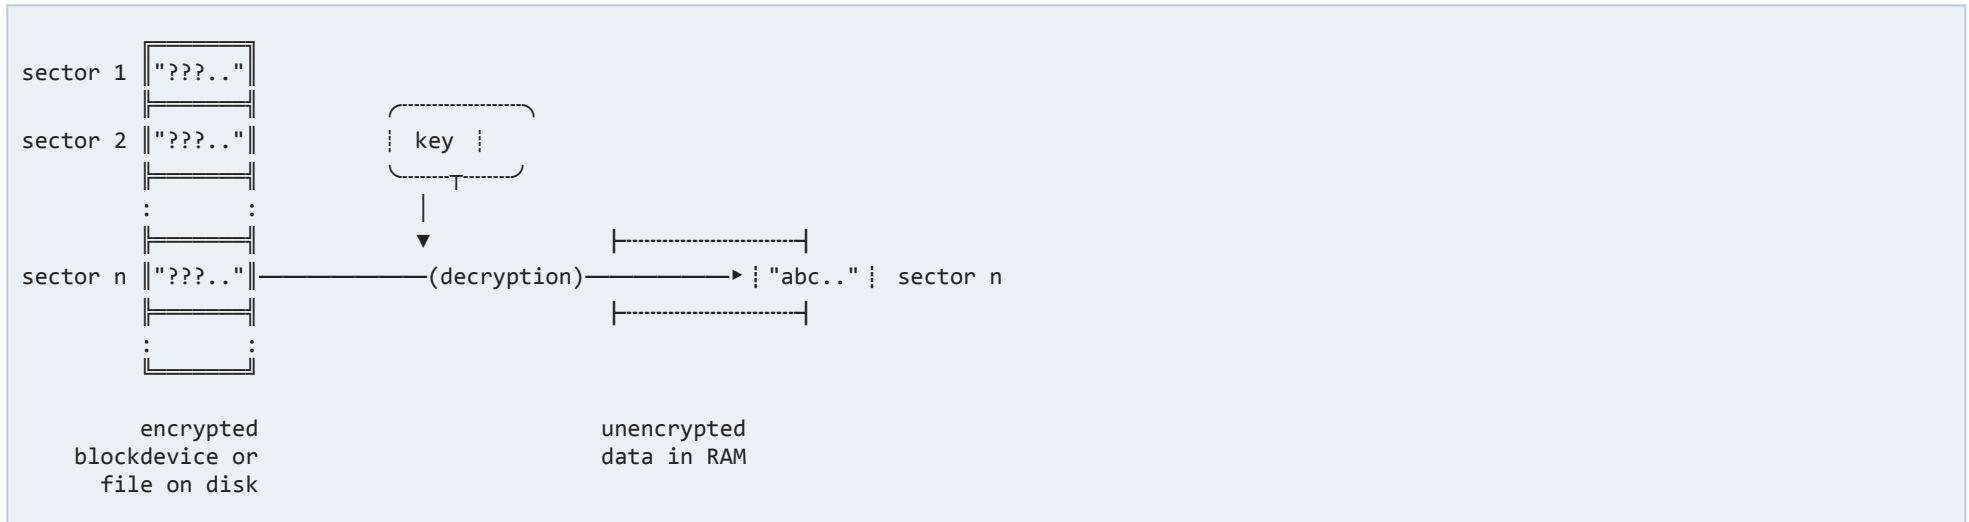 sector 1 "???.."
sector 2 "???.." key
: :
sector n "???.." (decryption) "abc.." sector n
: :
encrypted unencrypted
blockdevice or data in RAM
file on disk